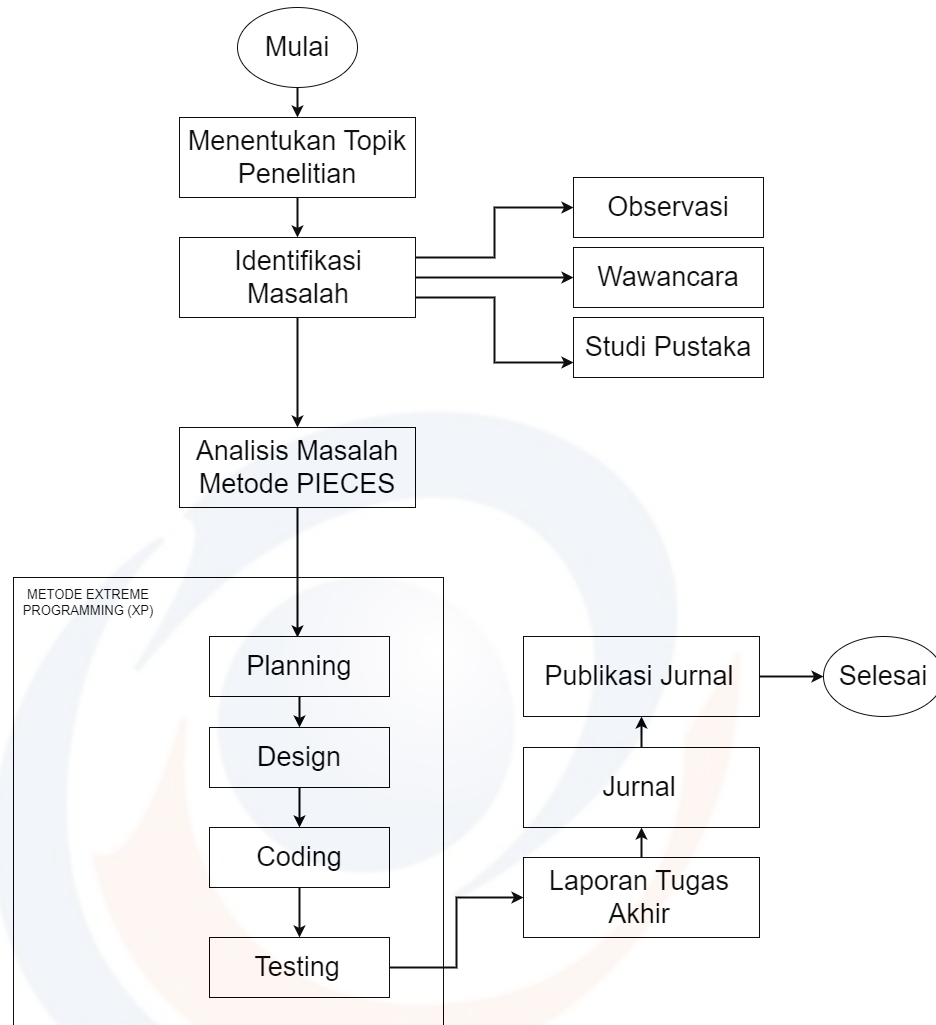 Mulai
Menentukan Topik
Penelitian
Identifikasi
Masalah
Observasi
Wawancara
Studi Pustaka
Analisis Masalah
Metode PIECES
METODE EXTREME
PROGRAMMING (XP)
Planning
Design
Coding
Testing
Publikasi Jurnal
Selesai
Jurnal
Laporan Tugas
Akhir